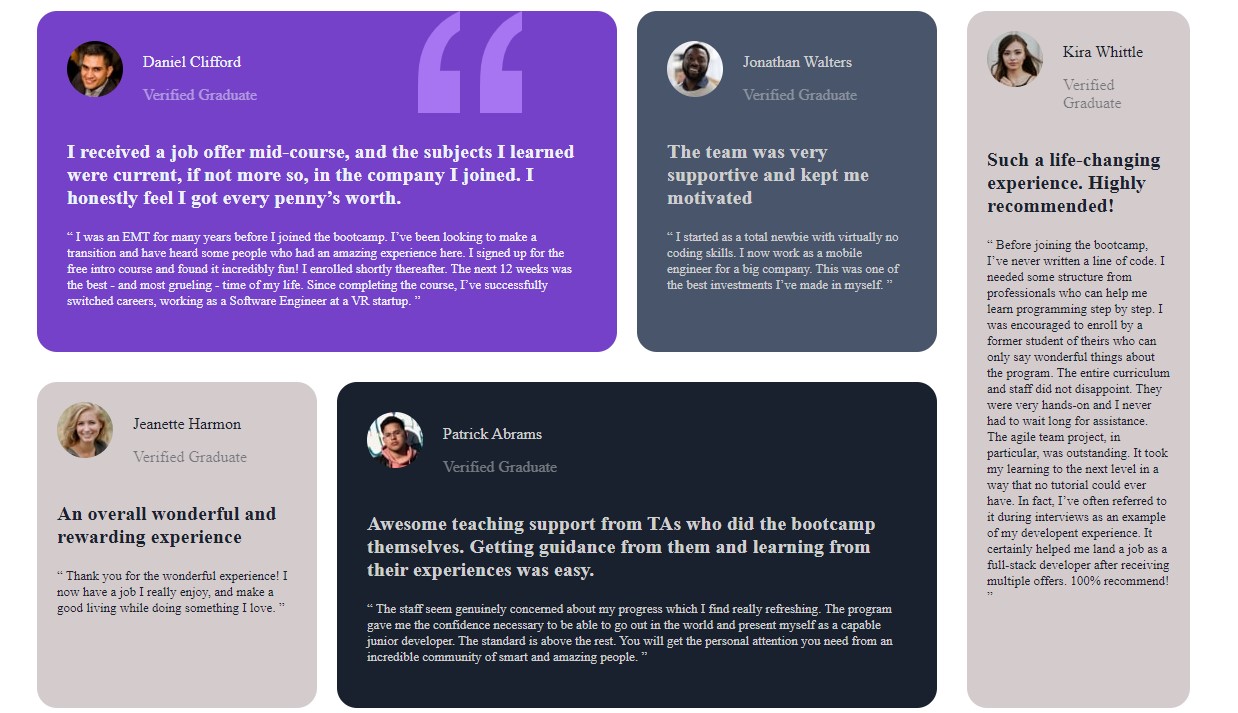 Daniel Clifford
Verified Graduate
I received a job offer mid-course, and the subjects I learned
were current, if not more so, in the company I joined. I
honestly feel I got every penny’s worth.
“ I was an EMT for many years before I joined the bootcamp. I’ve been looking to make a
transition and have heard some people who had an amazing experience here. I signed up for the
free intro course and found it incredibly fun! I enrolled shortly thereafter. The next 12 weeks was
the best - and most grueling - time of my life. Since completing the course, I’ve successfully
switched careers, working as a Software Engineer at a VR startup. ”
Jonathan Walters
Verified Graduate
The team was very
supportive and kept me
motivated
“ I started as a total newbie with virtually no
coding skills. I now work as a mobile
engineer for a big company. This was one of
the best investments I’ve made in myself. ”
Kira Whittle
Verified
Graduate
Such a life-changing
experience. Highly
recommended!
“ Before joining the bootcamp,
I’ve never written a line of code. I
needed some structure from
professionals who can help me
learn programming step by step. I
was encouraged to enroll by a
former student of theirs who can
only say wonderful things about
the program. The entire curriculum
and staff did not disappoint. They
were very hands-on and I never
had to wait long for assistance.
The agile team project, in
particular, was outstanding. It took
my learning to the next level in a
way that no tutorial could ever
have. In fact, I’ve often referred to
it during interviews as an example
of my developent experience. It
certainly helped me land a job as a
full-stack developer after receiving
multiple offers. 100% recommend!
”
Jeanette Harmon
Verified Graduate
An overall wonderful and
rewarding experience
“ Thank you for the wonderful experience! I
now have a job I really enjoy, and make a
good living while doing something I love. ”
Patrick Abrams
Verified Graduate
Awesome teaching support from TAs who did the bootcamp
themselves. Getting guidance from them and learning from
their experiences was easy.
“ The staff seem genuinely concerned about my progress which I find really refreshing. The program
gave me the confidence necessary to be able to go out in the world and present myself as a capable
junior developer. The standard is above the rest. You will get the personal attention you need from an
incredible community of smart and amazing people. ”